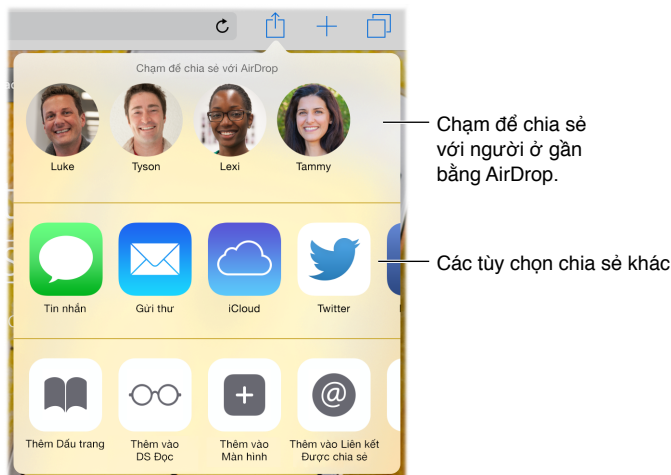 Chạm để chia sẻ với AirDrop
Luke
Tyson
Lexi
Tammy
Chạm để chia sẻ
với người ở gần
bằng AirDrop.
Tin nhắn
Gửi thư
iCloud
Twitter
Các tùy chọn chia sẻ khác
Thêm Dấu trang
Thêm vào
DS Đọc
Thêm vào
Màn hình
Thêm vào Liên kết
Được chia sẻ